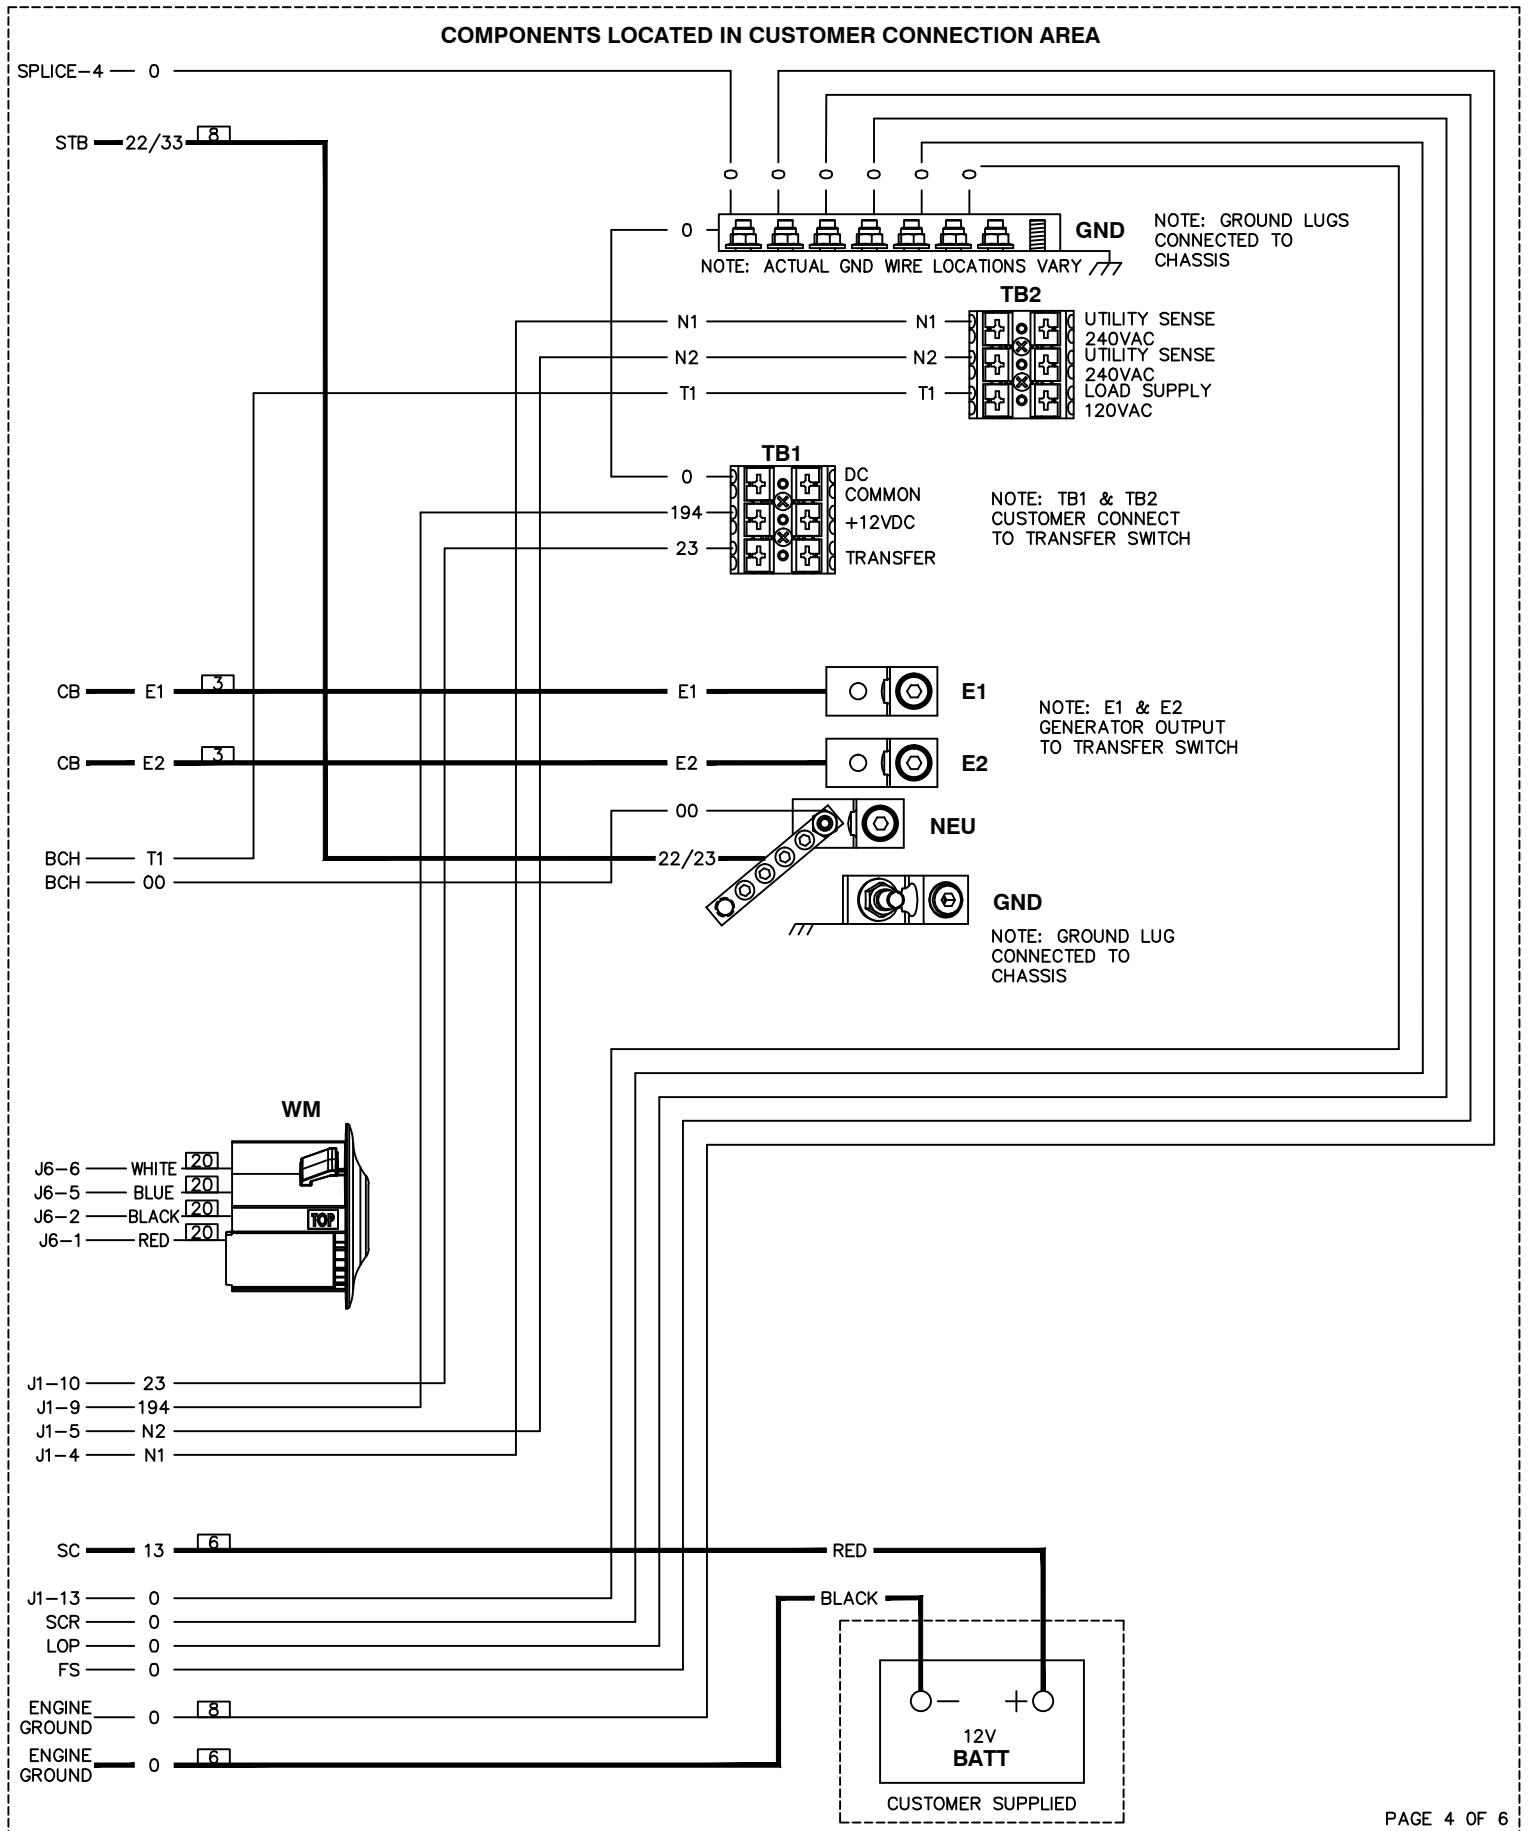 COMPONENTS LOCATED IN CUSTOMER CONNECTION AREA
SPLICE-4 0
STB 22/33 8
0 0 0 0 0 0
0 GND
NOTE: GROUND LUGS
CONNECTED TO
CHASSIS
NOTE: ACTUAL GND WIRE LOCATIONS VARY
TB2
N1 N1 UTILITY SENSE
240VAC
N2 N2 UTILITY SENSE
240VAC
T1 T1 LOAD SUPPLY
120VAC
TB1
0 DC
COMMON
194 +12VDC
23 TRANSFER
NOTE: TB1 & TB2
CUSTOMER CONNECT
TO TRANSFER SWITCH
CB E1 3 E1 E1
CB E2 3 E2 E2
NOTE: E1 & E2
GENERATOR OUTPUT
TO TRANSFER SWITCH
00 NEU
BCH T1 22/23
BCH 00
GND
NOTE: GROUND LUG
CONNECTED TO
CHASSIS
WM
J6-6 WHITE 20
J6-5 BLUE 20
J6-2 BLACK 20
TOP
J6-1 RED 20
J1-10 23
J1-9 194
J1-5 N2
J1-4 N1
SC 13 6 RED
J1-13 0 BLACK
SCR 0
LOP 0
FS 0
ENGINE
GROUND 0 8
ENGINE
GROUND 0 6
- +
12V
BATT
CUSTOMER SUPPLIED
PAGE 4 OF 6